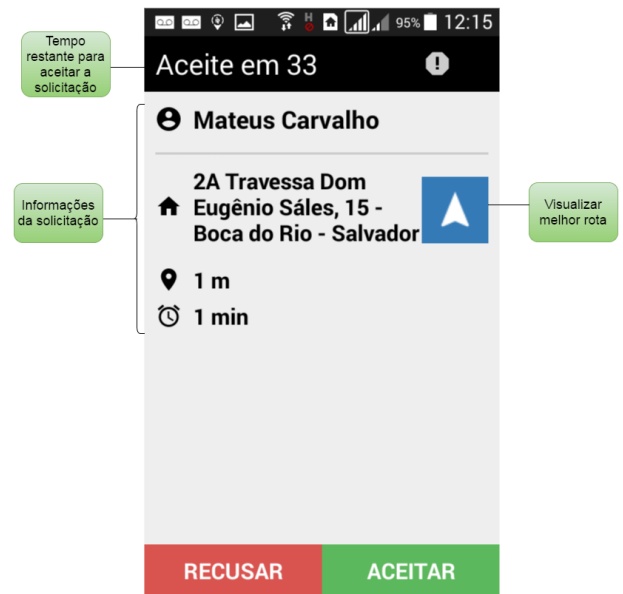 95% 12:15
Tempo
restante para
aceitar a
solicitação
Aceite em 33
Mateus Carvalho
2A Travessa Dom
Eugênio Sáles, 15 -
Boca do Rio - Salvador
Informações
da solicitação
Visualizar
melhor rota
1 m
1 min
RECUSAR
ACEITAR